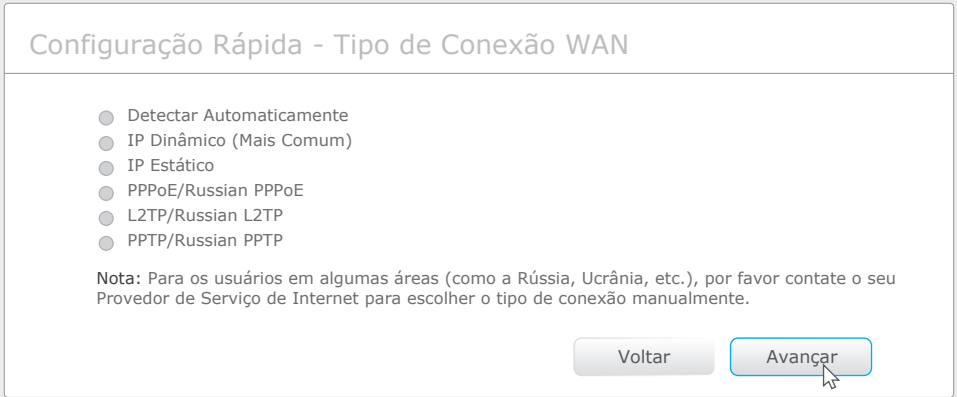 Configuração Rápida - Tipo de Conexão WAN
Detectar Automaticamente
IP Dinâmico (Mais Comum)
IP Estático
PPPoE/Russian PPPoE
L2TP/Russian L2TP
PPTP/Russian PPTP
Nota: Para os usuários em algumas áreas (como a Rússia, Ucrânia, etc.), por favor contate o seu
Provedor de Serviço de Internet para escolher o tipo de conexão manualmente.
Voltar
Avançar